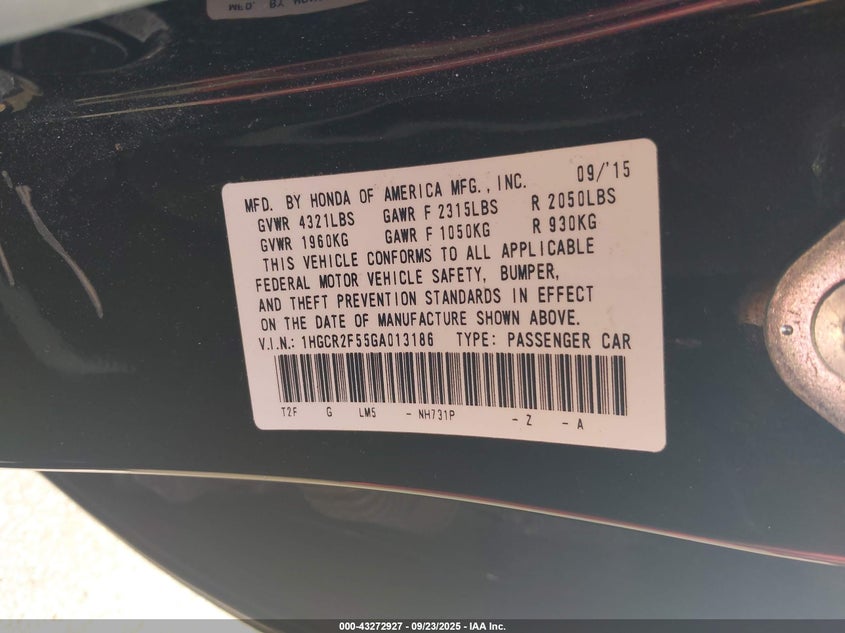 MFD. BY HONDA OF AMERICA MFG., INC. 09/'15
GVWR 4321LBS GAWR F 2315LBS R 2050LBS
GVWR 1960KG GAWR F 1050KG R 930KG
THIS VEHICLE CONFORMS TO ALL APPLICABLE
FEDERAL MOTOR VEHICLE SAFETY, BUMPER,
AND THEFT PREVENTION STANDARDS IN EFFECT
ON THE DATE OF MANUFACTURE SHOWN ABOVE.
V.I.N.: 1HGCR2F55GA013186 TYPE: PASSENGER CAR
T2F G LM5 - NH731P - Z - A
000-43272927 - 09/23/2025 - IAA Inc.